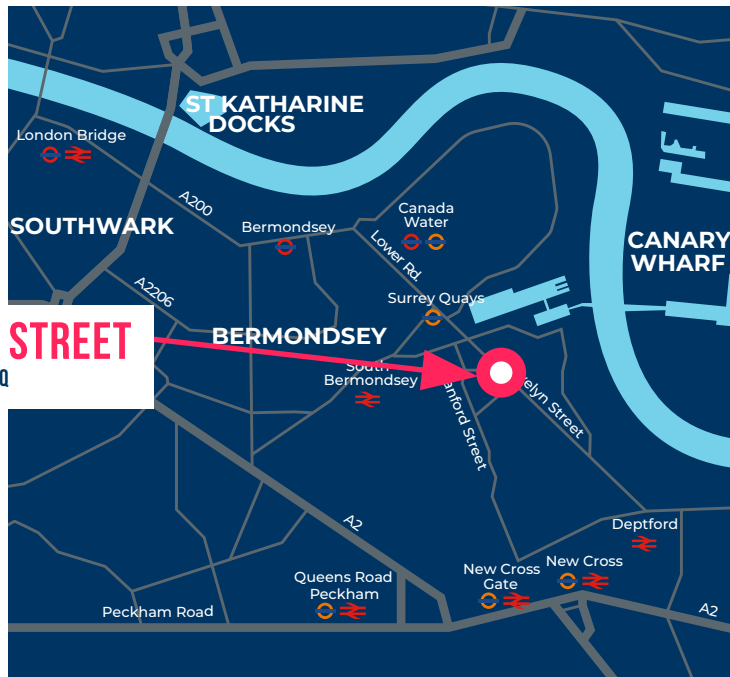 ST KATHARINE
DOCKS
London Bridge
A200
SOUTHWARK
Bermondsey
Canada
Water
Lower Rd.
CANARY
WHARF
A2206
Surrey Quays
STREET
Q
BERMONDSEY
South
Bermondsey
Street
Street
A2
Deptford
New Cross
Gate
New Cross
Queens Road
Peckham
Peckham Road
A2